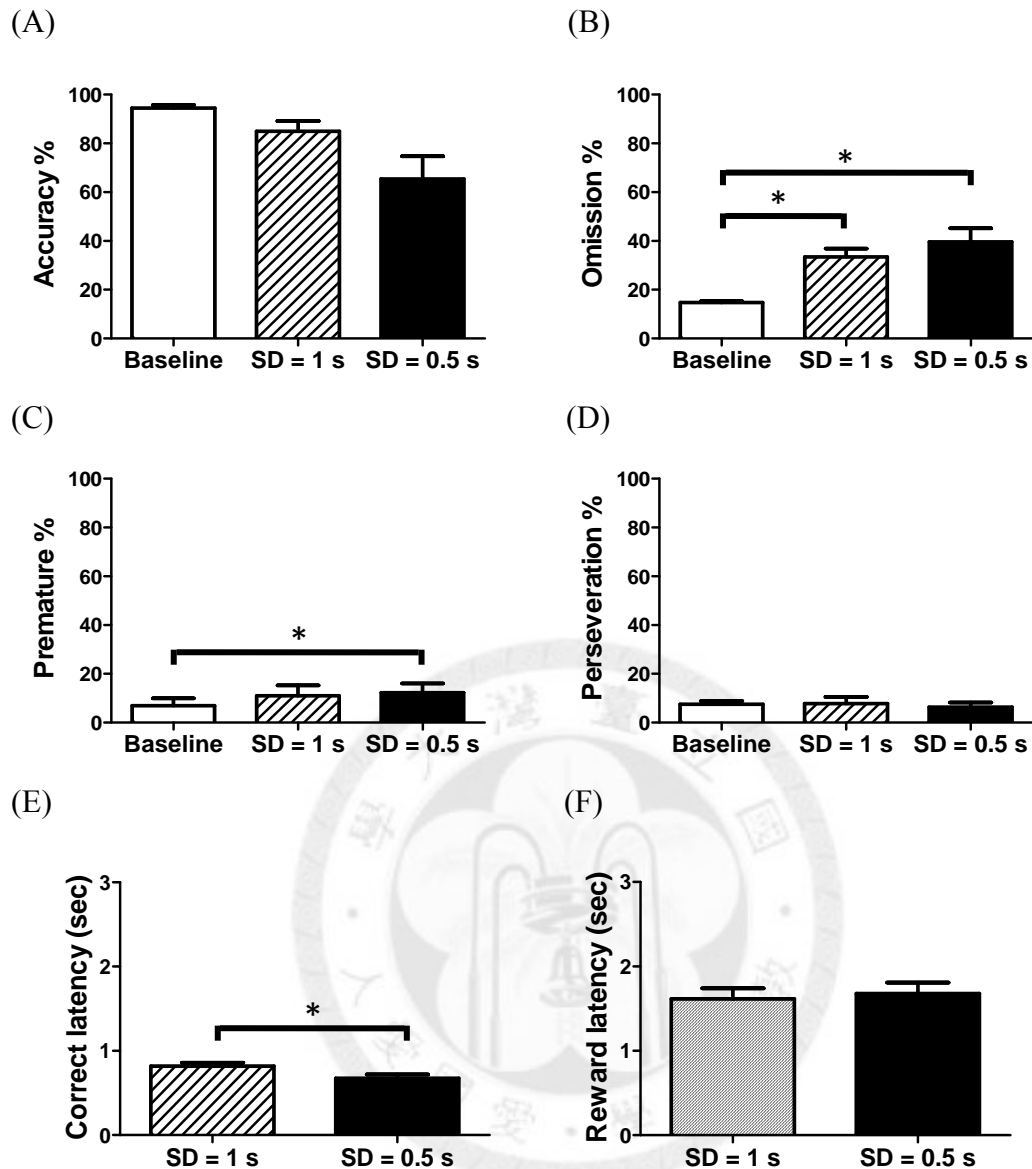 (A)
(B)
Accuracy %
100
80
60
40
20
0
Baseline SD = 1 s SD = 0.5 s
Omission %
100
80
60
40
20
0
*
*
Baseline SD = 1 s SD = 0.5 s
(C)
(D)
Premature %
100
80
60
40
20
0
*
Baseline SD = 1 s SD = 0.5 s
Perseveration %
100
80
60
40
20
0
Baseline SD = 1 s SD = 0.5 s
(E)
(F)
Correct latency (sec)
3
2
1
0
*
SD = 1 s SD = 0.5 s
Reward latency (sec)
3
2
1
0
SD = 1 s SD = 0.5 s